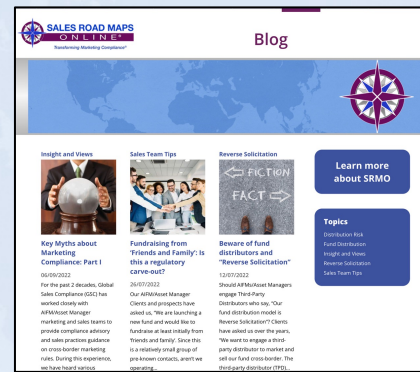 SALES ROAD MAPS
ONLINE®
Transforming Marketing Compliance®
Blog
Insight and Views
Key Myths about
Marketing
Compliance: Part I
06/09/2022
For the past 2 decades, Global
Sales Compliance (GSC) has
worked closely with
AIFM/Asset Manager
marketing and sales teams to
provide compliance advisory
and sales practices guidance
on cross-border marketing
rules. During this experience,
we have heard various
Sales Team Tips
Fundraising from
'Friends and Family': Is
this a regulatory
carve-out?
26/07/2022
Our AIFM/Asset Manager
Clients and prospects have
asked us, "We are launching a
new fund and would like to
fundraise at least initially from
'friends and family'. Since this
is a relatively small group of
pre-known contacts, aren't we
operating...
Reverse Solicitation
FICTION
FACT
Beware of fund
distributors and
"Reverse Solicitation"
12/07/2022
Should AIFMs/Asset Managers
engage Third-Party
Distributors who say, "Our
fund distribution model is
Reverse Solicitation"? Clients
have asked us over the years,
"We want to engage a third-
party distributor to market and
sell our fund cross-border. The
third-party distributor (TPD)...
Learn more
about SRMO
Topics
Distribution Risk
Fund Distribution
Insight and Views
Reverse Solicitation
Sales Team Tips